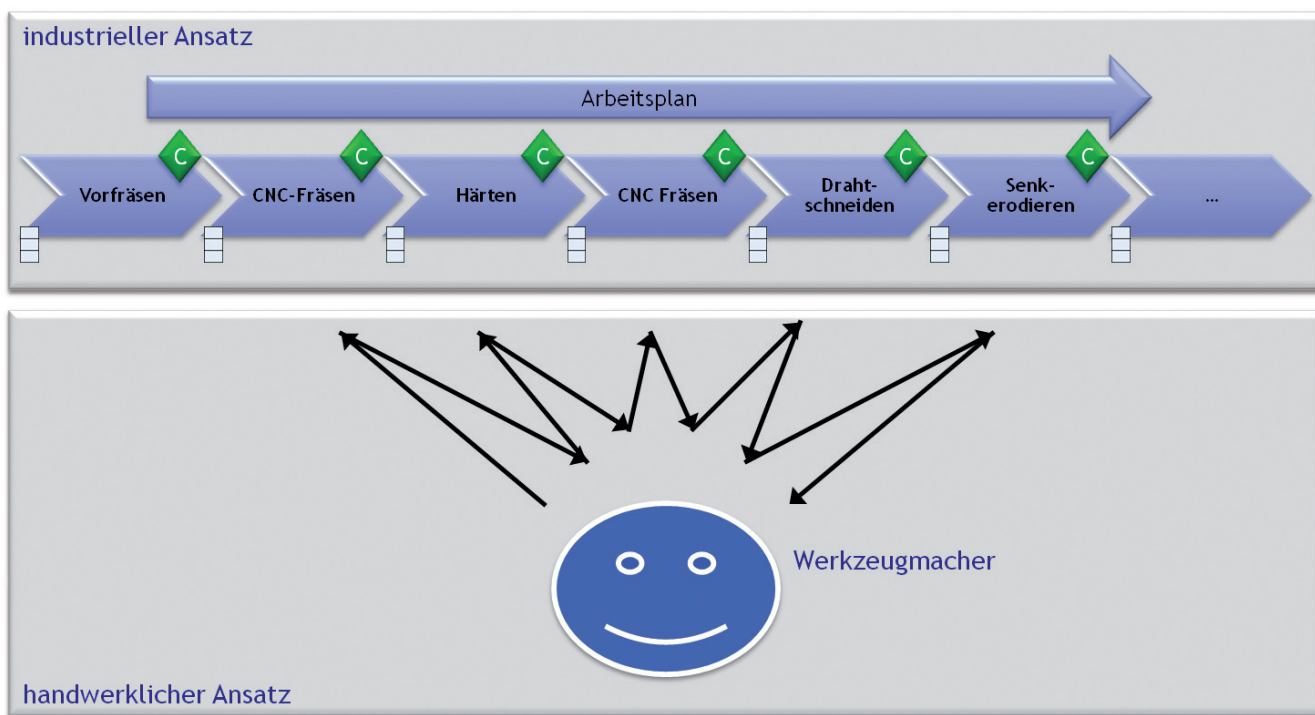 industrieller Ansatz
Arbeitsplan
C C C C C C
Vorfräsen CNC-Fräsen Härten CNC Fräsen Draht- Senk- ...
schneiden erodieren
Werkzeugmacher
handwerklicher Ansatz